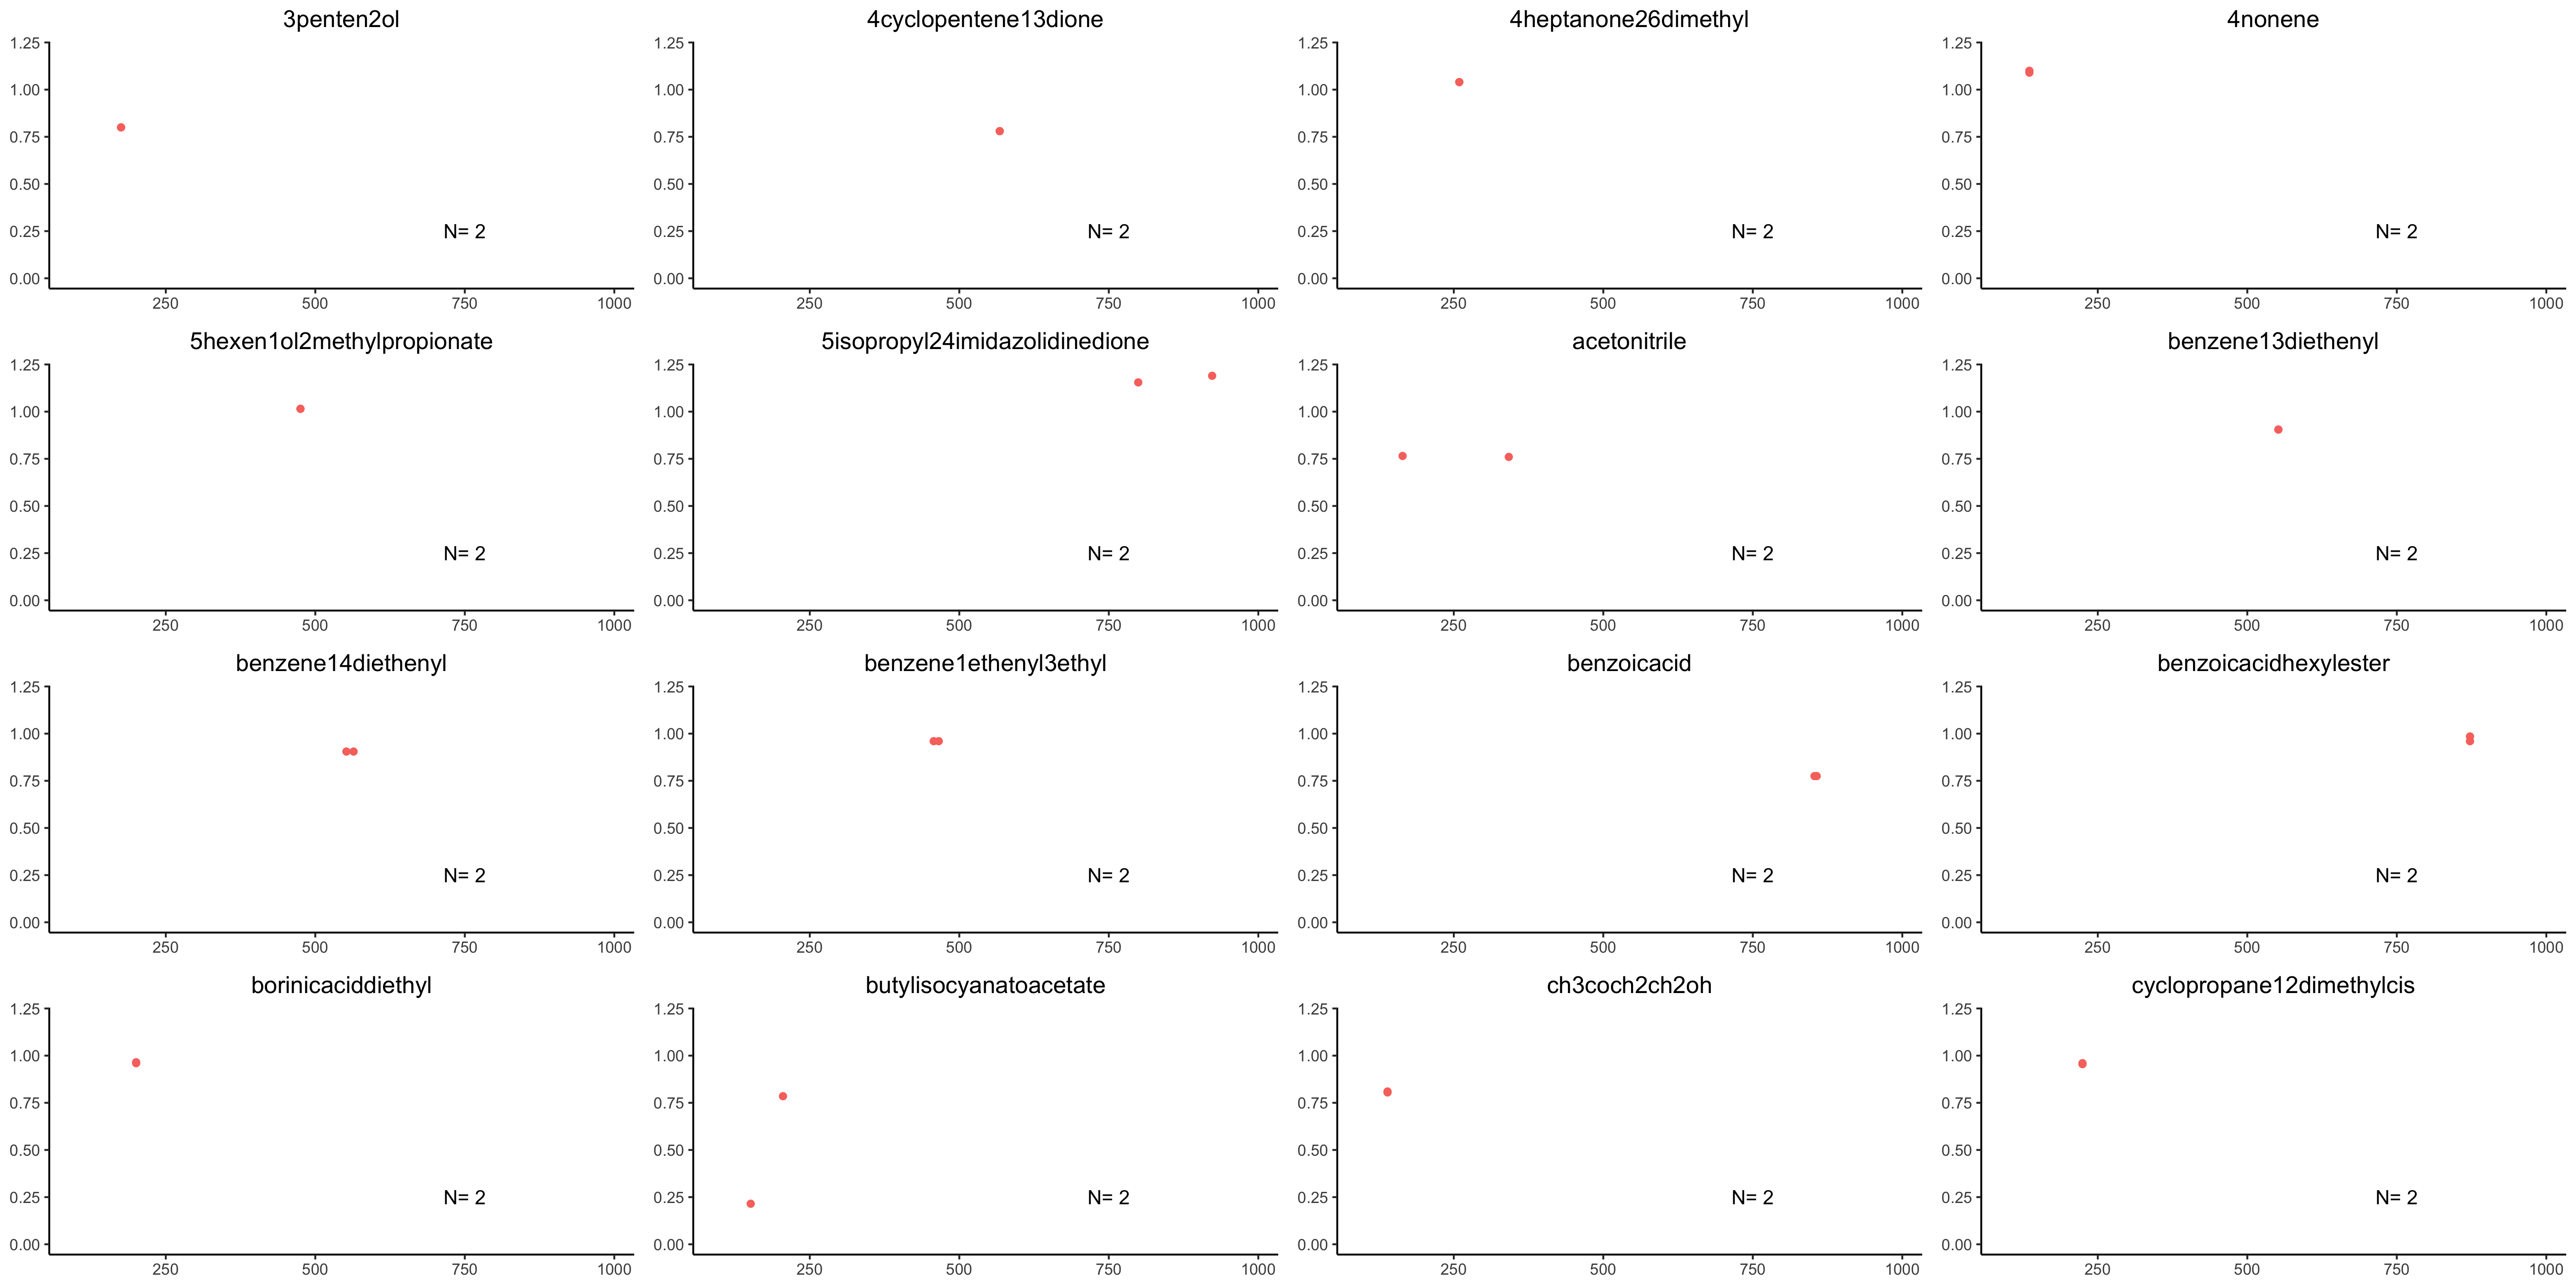 3penten2ol
4cyclopentene13dione
4heptanone26dimethyl
4nonene
1.25
1.00
0.75
0.50
0.25
0.00
N= 2
250 500 750 1000
1.25
1.00
0.75
0.50
0.25
0.00
N= 2
250 500 750 1000
1.25
1.00
0.75
0.50
0.25
0.00
N= 2
250 500 750 1000
1.25
1.00
0.75
0.50
0.25
0.00
N= 2
250 500 750 1000
5hexen1ol2methylpropionate
5isopropyl24imidazolidinedione
acetonitrile
benzene13diethenyl
1.25
1.00
0.75
0.50
0.25
0.00
N= 2
250 500 750 1000
1.25
1.00
0.75
0.50
0.25
0.00
N= 2
250 500 750 1000
1.25
1.00
0.75
0.50
0.25
0.00
N= 2
250 500 750 1000
1.25
1.00
0.75
0.50
0.25
0.00
N= 2
250 500 750 1000
benzene14diethenyl
benzene1ethenyl3ethyl
benzoicacid
benzoicacidhexylester
1.25
1.00
0.75
0.50
0.25
0.00
N= 2
250 500 750 1000
1.25
1.00
0.75
0.50
0.25
0.00
N= 2
250 500 750 1000
1.25
1.00
0.75
0.50
0.25
0.00
N= 2
250 500 750 1000
1.25
1.00
0.75
0.50
0.25
0.00
N= 2
250 500 750 1000
borinicaciddiethyl
butylisocyanatoacetate
ch3coch2ch2oh
cyclopropane12dimethylcis
1.25
1.00
0.75
0.50
0.25
0.00
N= 2
250 500 750 1000
1.25
1.00
0.75
0.50
0.25
0.00
N= 2
250 500 750 1000
1.25
1.00
0.75
0.50
0.25
0.00
N= 2
250 500 750 1000
1.25
1.00
0.75
0.50
0.25
0.00
N= 2
250 500 750 1000